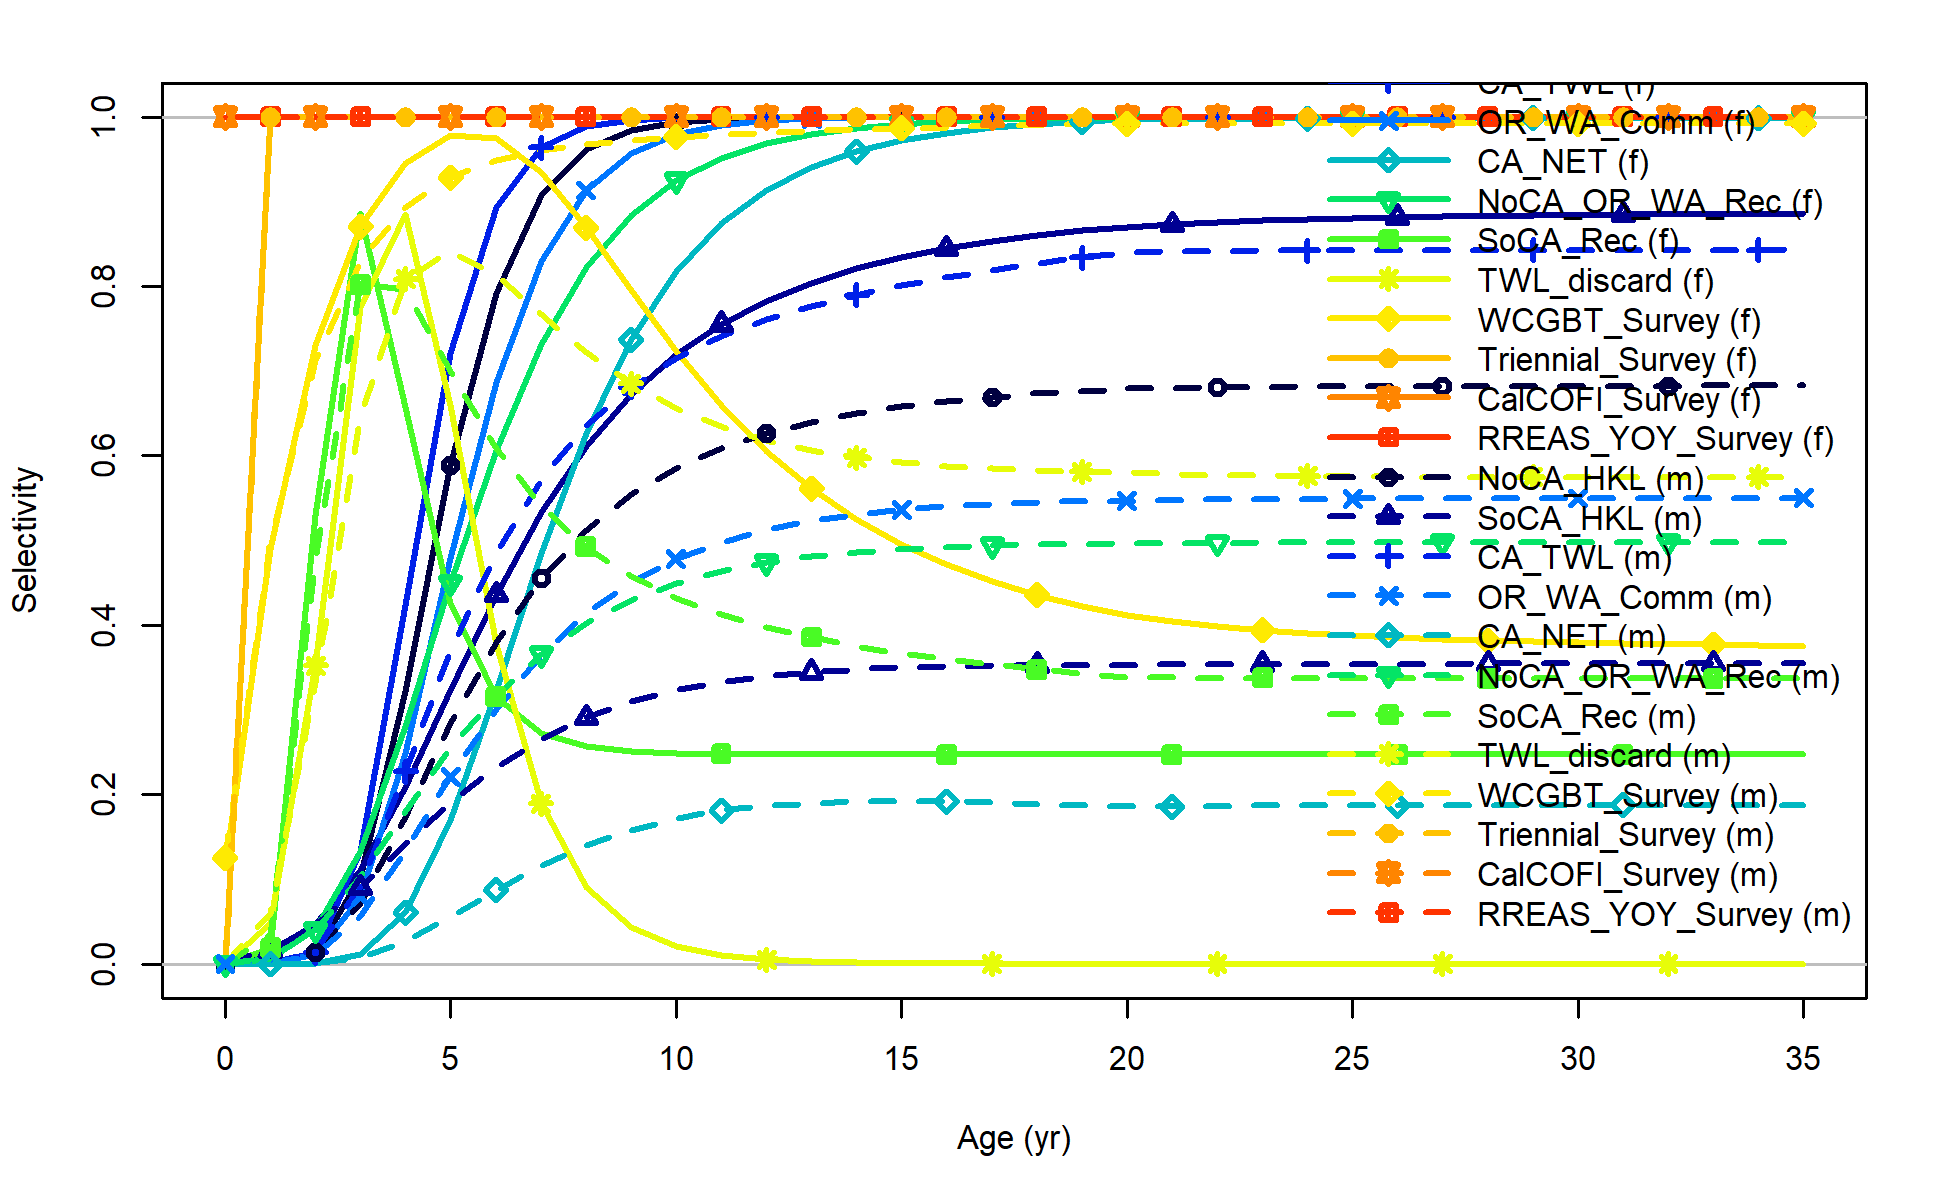 CA_TWL (f)
OR_WA_Comm (f)
CA_NET (f)
NoCA_OR_WA_Rec (f)
SoCA_Rec (f)
TWL_discard (f)
WCGBT_Survey (f)
Triennial_Survey (f)
CalCOFI_Survey (f)
RREAS_YOY_Survey (f)
NoCA_HKL (m)
SoCA_HKL (m)
CA_TWL (m)
OR_WA_Comm (m)
CA_NET (m)
NoCA_OR_WA_Rec (m)
SoCA_Rec (m)
TWL_discard (m)
WCGBT_Survey (m)
Triennial_Survey (m)
CalCOFI_Survey (m)
RREAS_YOY_Survey (m)
Selectivity
1.0
0.8
0.6
0.4
0.2
0.0
0 5 10 15 20 25 30 35
Age (yr)